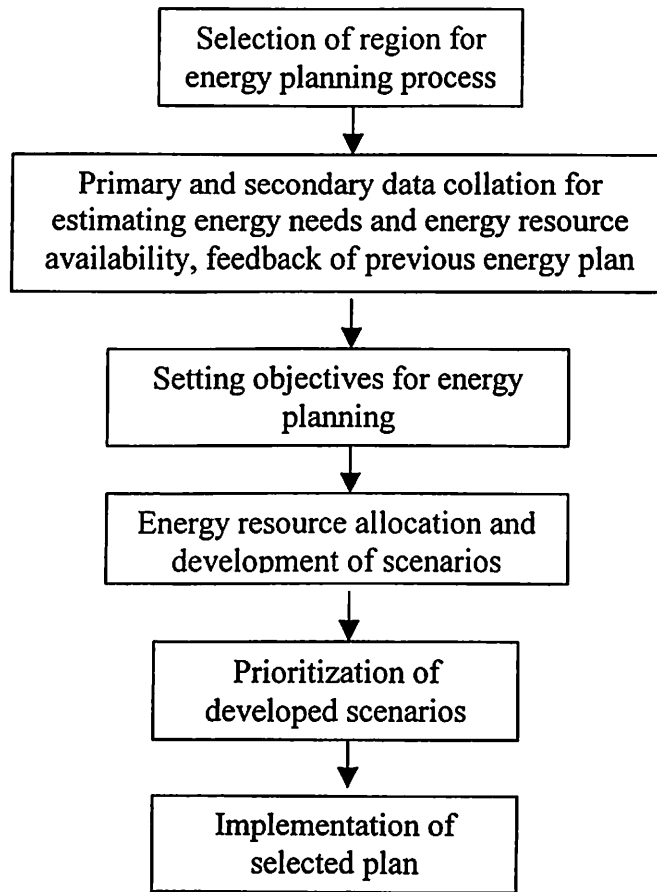 Selection of region for
energy planning process
Primary and secondary data collation for
estimating energy needs and energy resource
availability, feedback of previous energy plan
Setting objectives for energy
planning
Energy resource allocation and
development of scenarios
Prioritization of
developed scenarios
Implementation of
selected plan